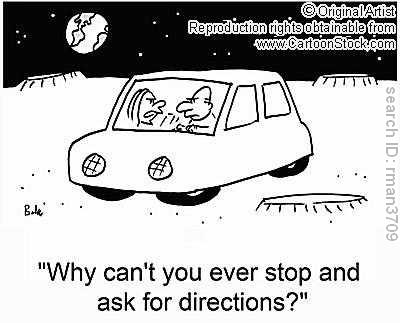 © Original Artist
Reproduction rights obtainable from
www.CartoonStock.com
search ID: rman3709
"Why can't you ever stop and
ask for directions?"